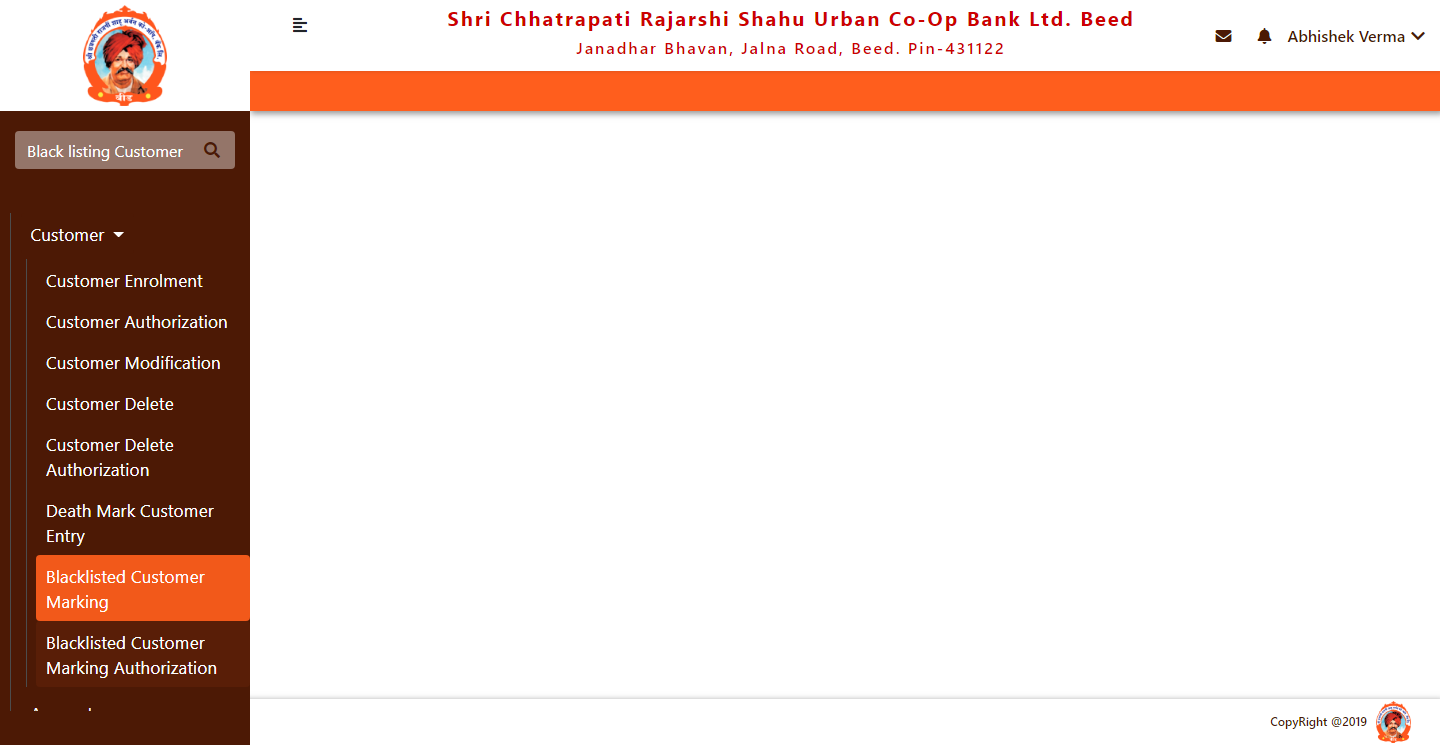 Shri Chhatrapati Rajarshi Shahu Urban Co-Op Bank Ltd. Beed
Janadhar Bhavan, Jalna Road, Beed. Pin-431122
Abhishek Verma
बीड
Black listing Customer
Customer
Customer Enrolment
Customer Authorization
Customer Modification
Customer Delete
Customer Delete
Authorization
Death Mark Customer
Entry
Blacklisted Customer
Marking
Blacklisted Customer
Marking Authorization
CopyRight @2019